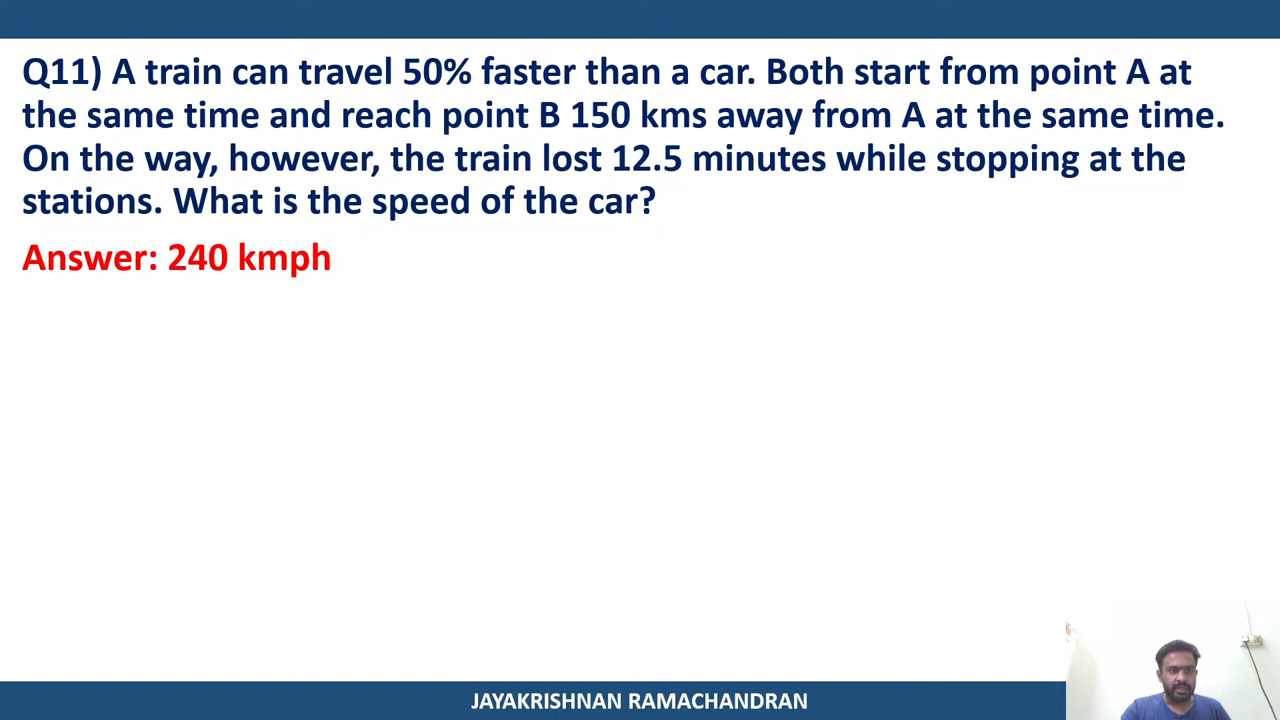 Q11) A train can travel 50% faster than a car. Both start from point A at
the same time and reach point B 150 kms away from A at the same time.
On the way, however, the train lost 12.5 minutes while stopping at the
stations. What is the speed of the car?
Answer: 240 kmph
JAYAKRISHNAN RAMACHANDRAN